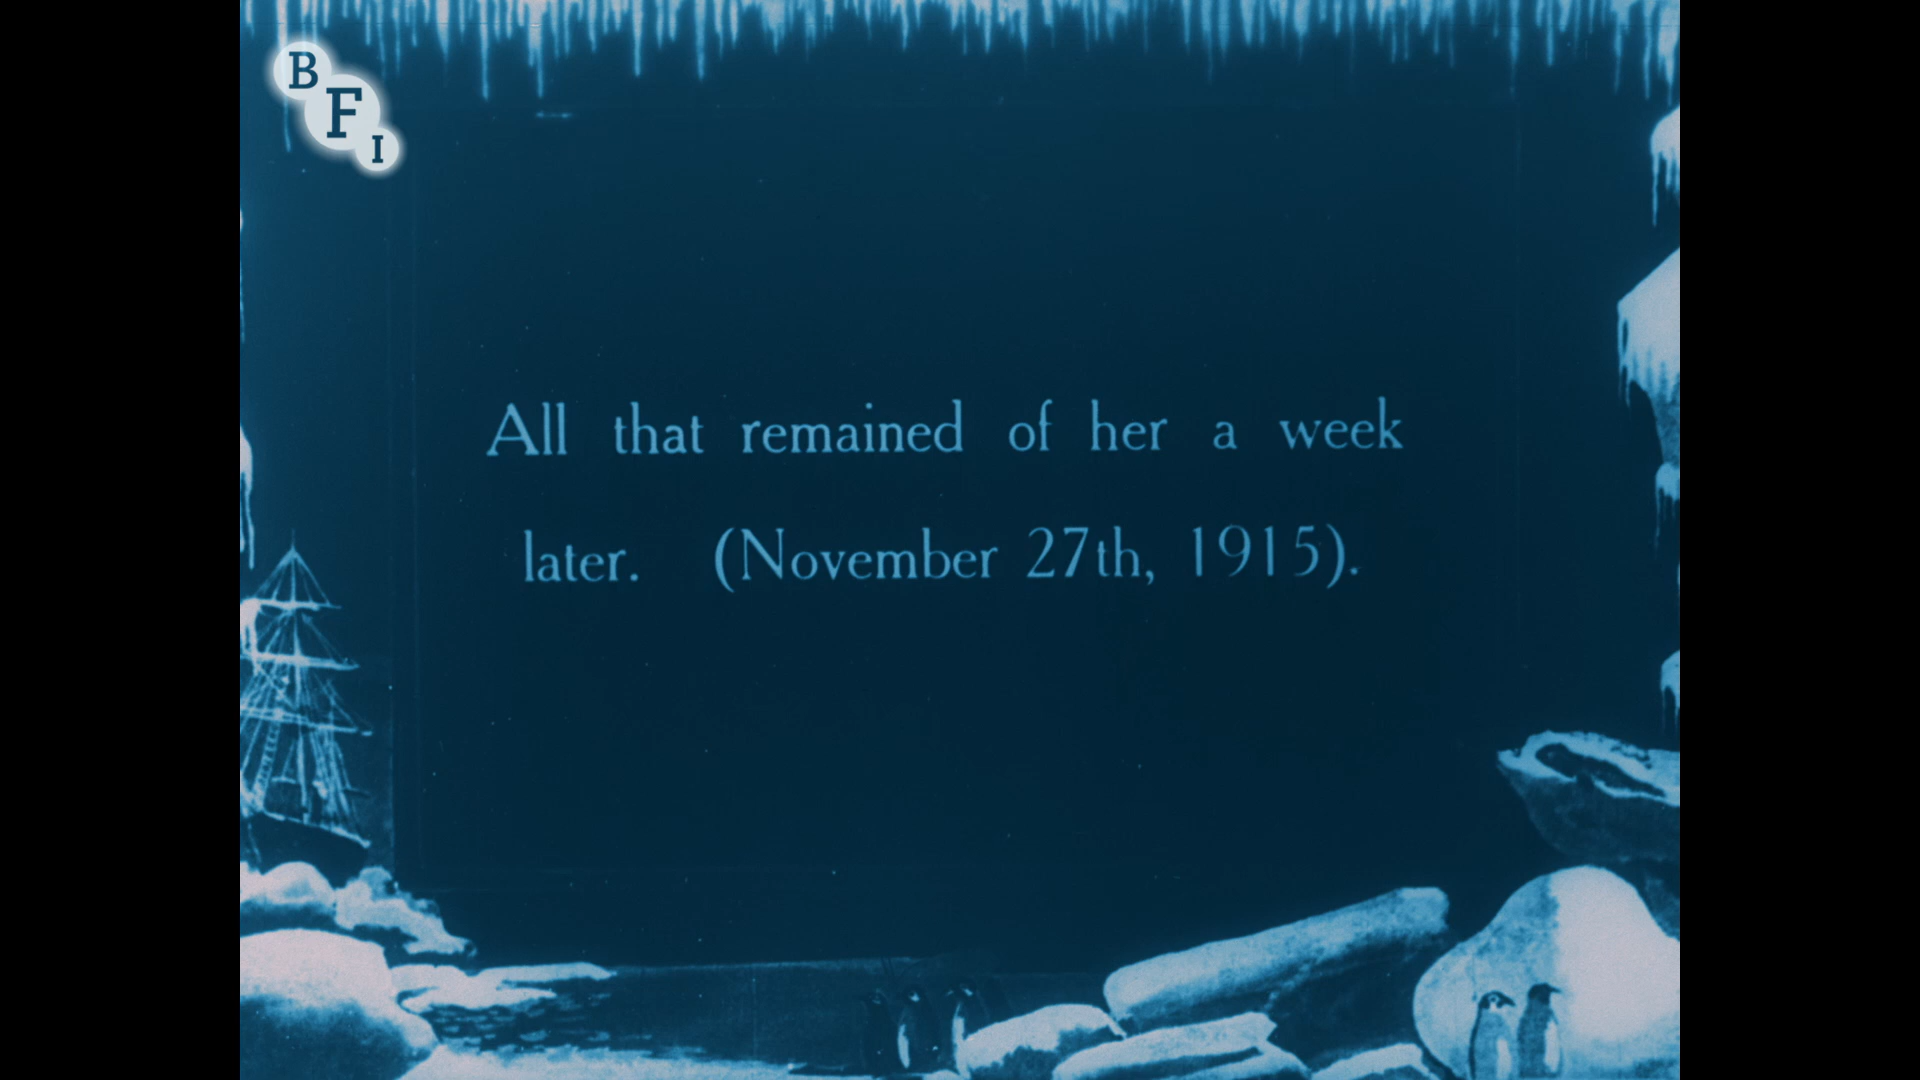 BFI
All that remained of her a week
later. (November 27th, 1915).